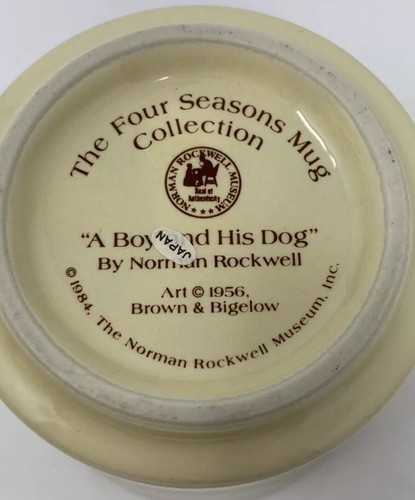 The Four Seasons Mug
Collection
NORMAN ROCKWELL MUSEUM
Seal of
Authenticity
"A Boy and His Dog"
JAPAN
By Norman Rockwell
Art © 1956,
Brown & Bigelow
©1984, The Norman Rockwell Museum, Inc.